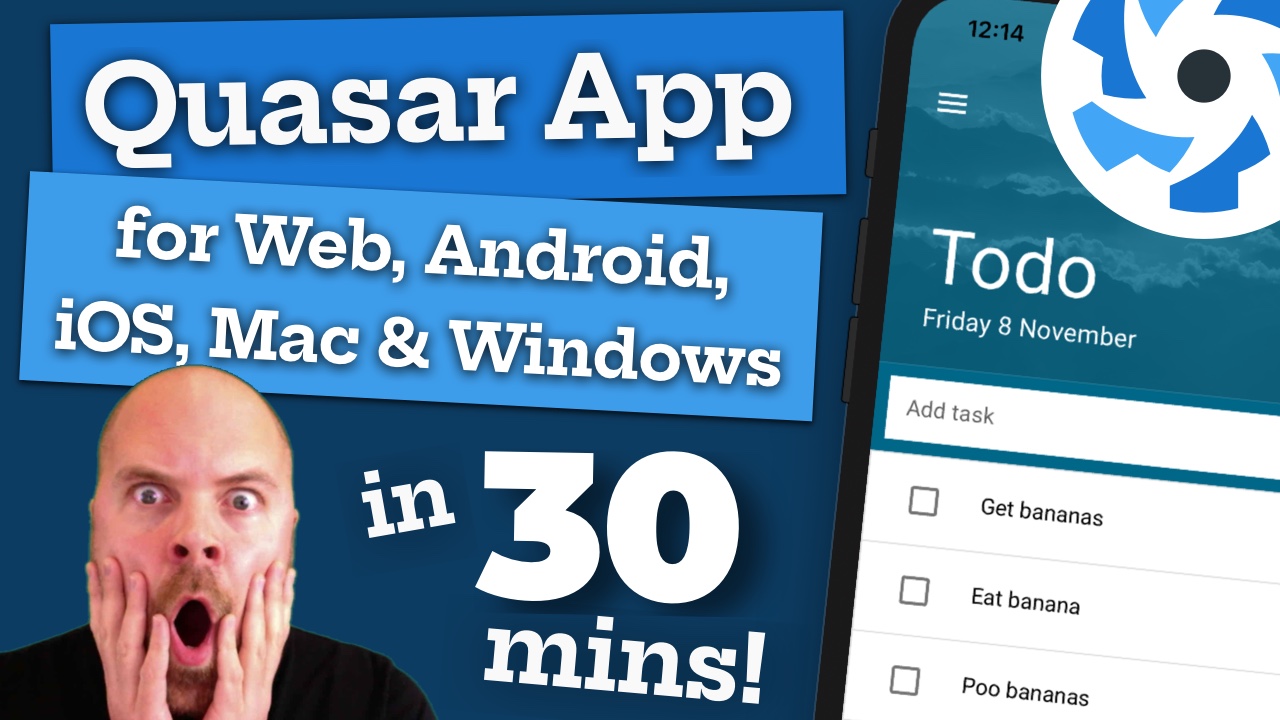 Quasar App
for Web, Android,
iOS, Mac & Windows
in 30
mins!
12:14
Todo
Friday 8 November
Add task
Get bananas
Eat banana
Poo bananas